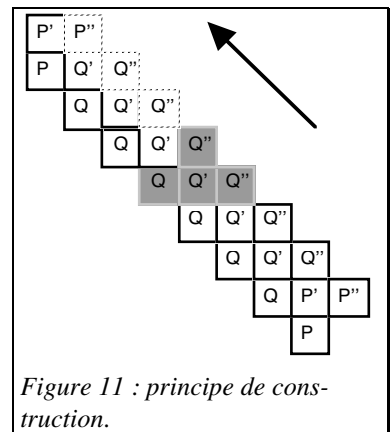 P' P''
P Q' Q''
Q Q' Q''
Q Q' Q''
Q Q' Q''
Q Q' Q''
Q Q' Q''
Q P' P''
P
Figure 11 : principe de cons-
truction.